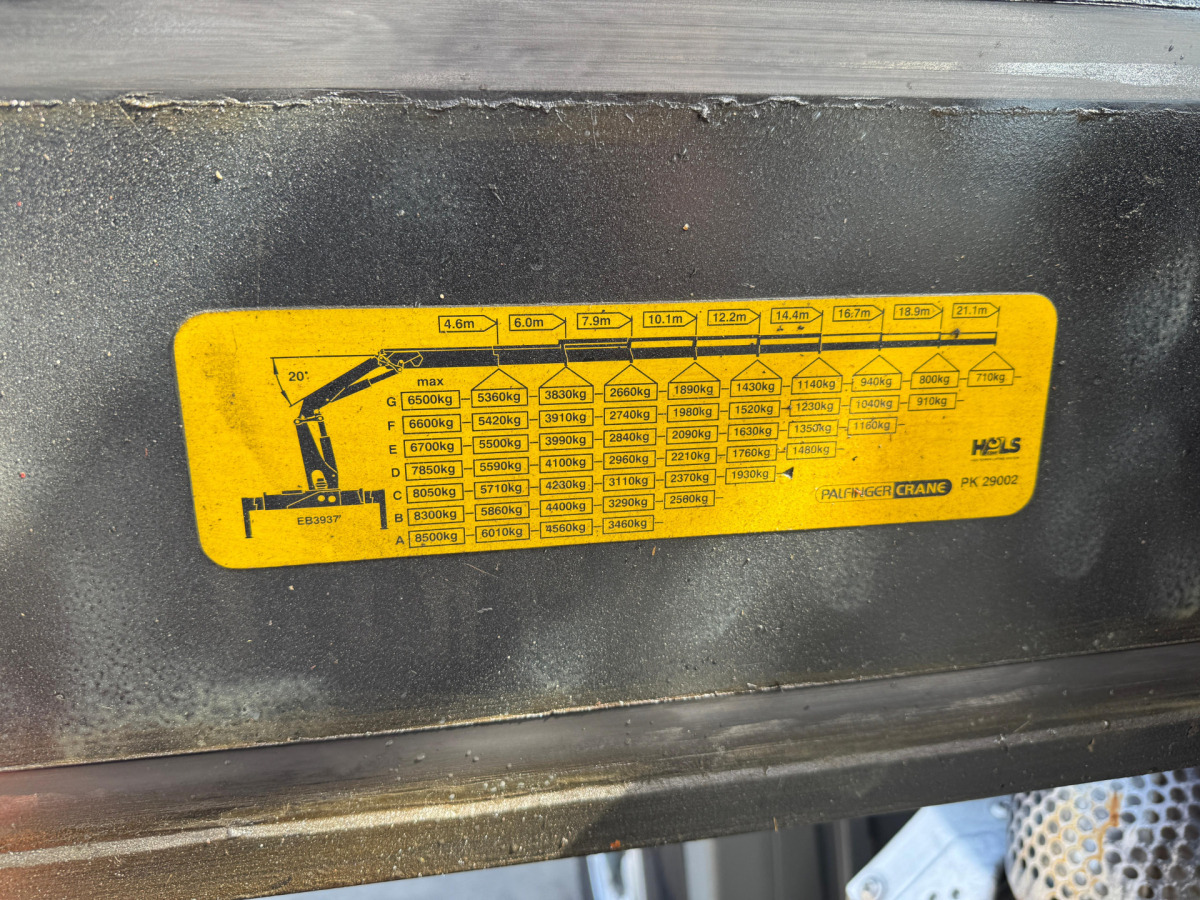 4.6m 6.0m 7.9m 10.1m 12.2m 14.4m 16.7m 18.9m 21.1m
20°
max
G 6500kg 5360kg 3830kg 2660kg 1890kg 1430kg 1140kg 940kg 800kg 710kg
F 6600kg 5420kg 3910kg 2740kg 1980kg 1520kg 1230kg 1040kg 910kg
E 6700kg 5500kg 3990kg 2840kg 2090kg 1630kg 1350kg 1160kg
D 7850kg 5590kg 4100kg 2960kg 2210kg 1760kg 1480kg
C 8050kg 5710kg 4230kg 3110kg 2370kg 1930kg
B 8300kg 5860kg 4400kg 3290kg 2560kg
A 8500kg 6010kg 4560kg 3460kg
EB3937
PALFINGER CRANE PK 29002